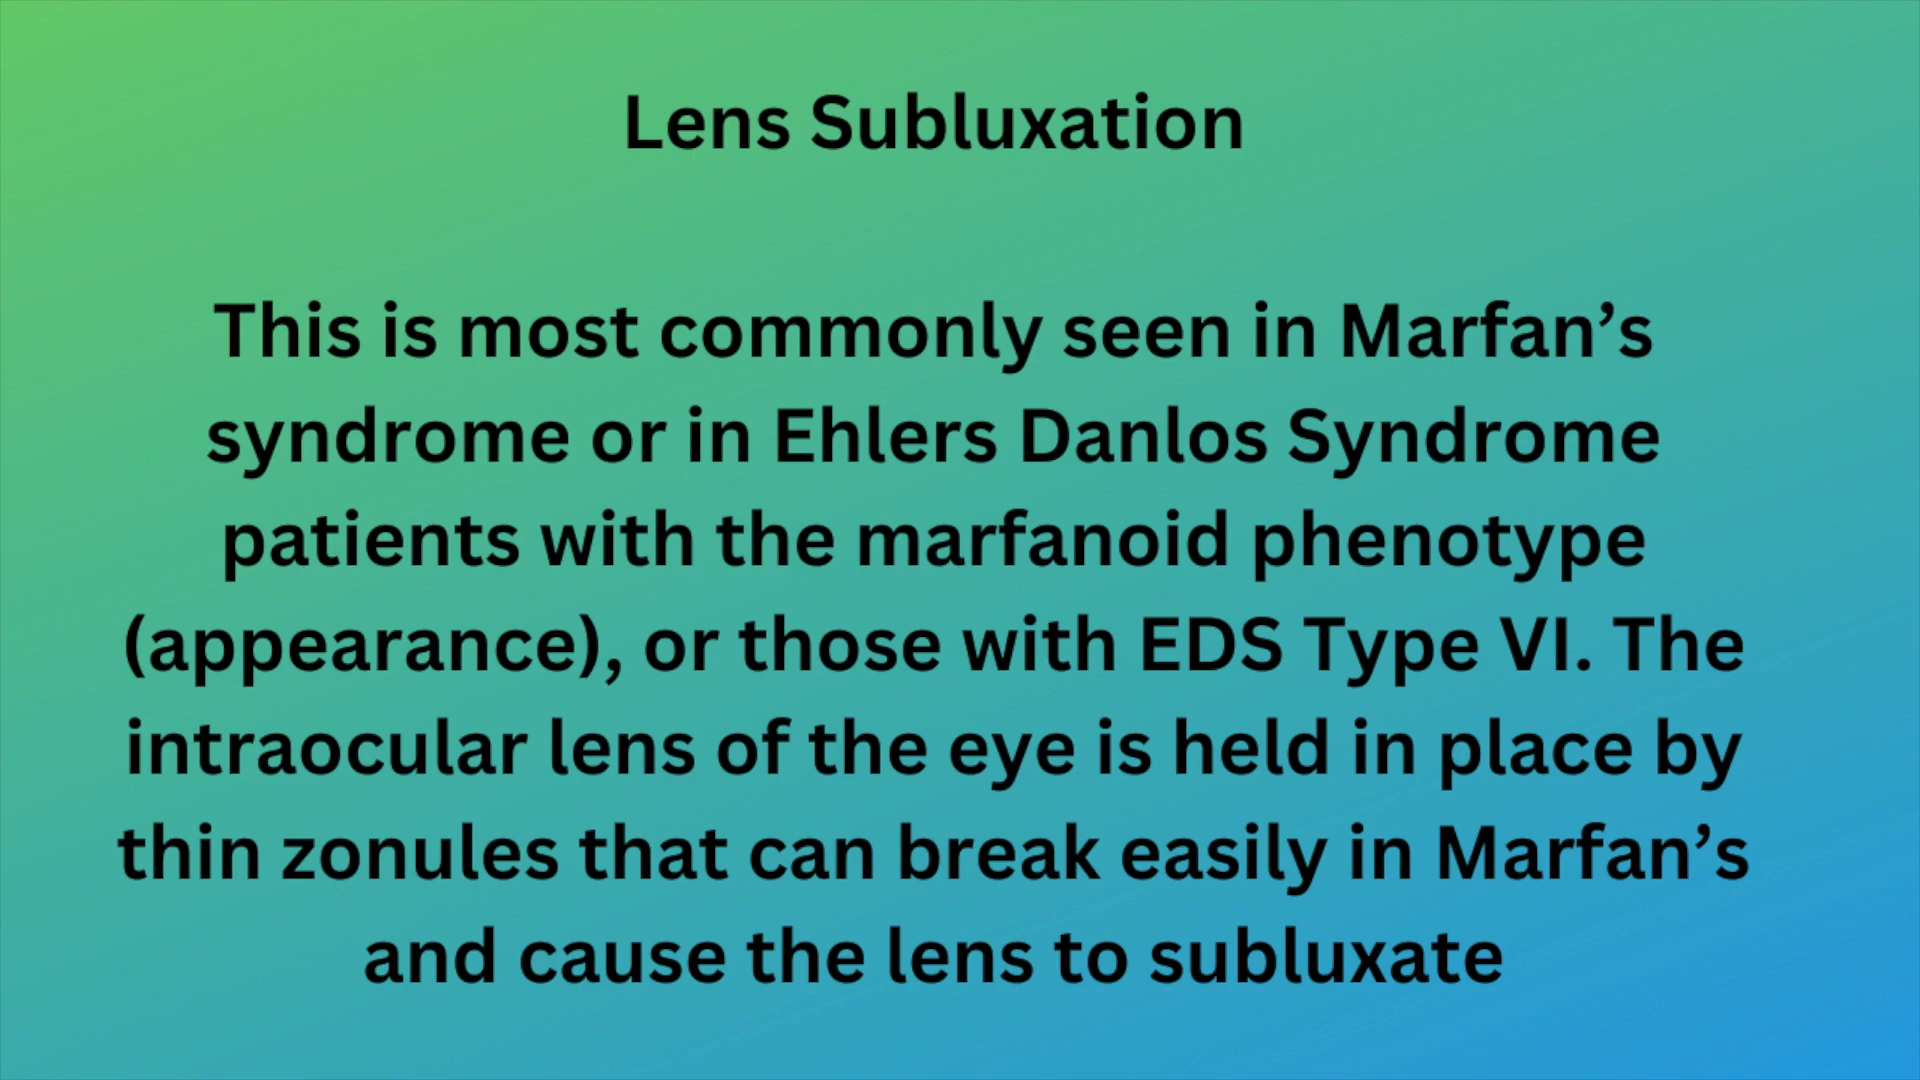 Lens Subluxation
This is most commonly seen in Marfan’s
syndrome or in Ehlers Danlos Syndrome
patients with the marfanoid phenotype
(appearance), or those with EDS Type VI. The
intraocular lens of the eye is held in place by
thin zonules that can break easily in Marfan’s
and cause the lens to subluxate